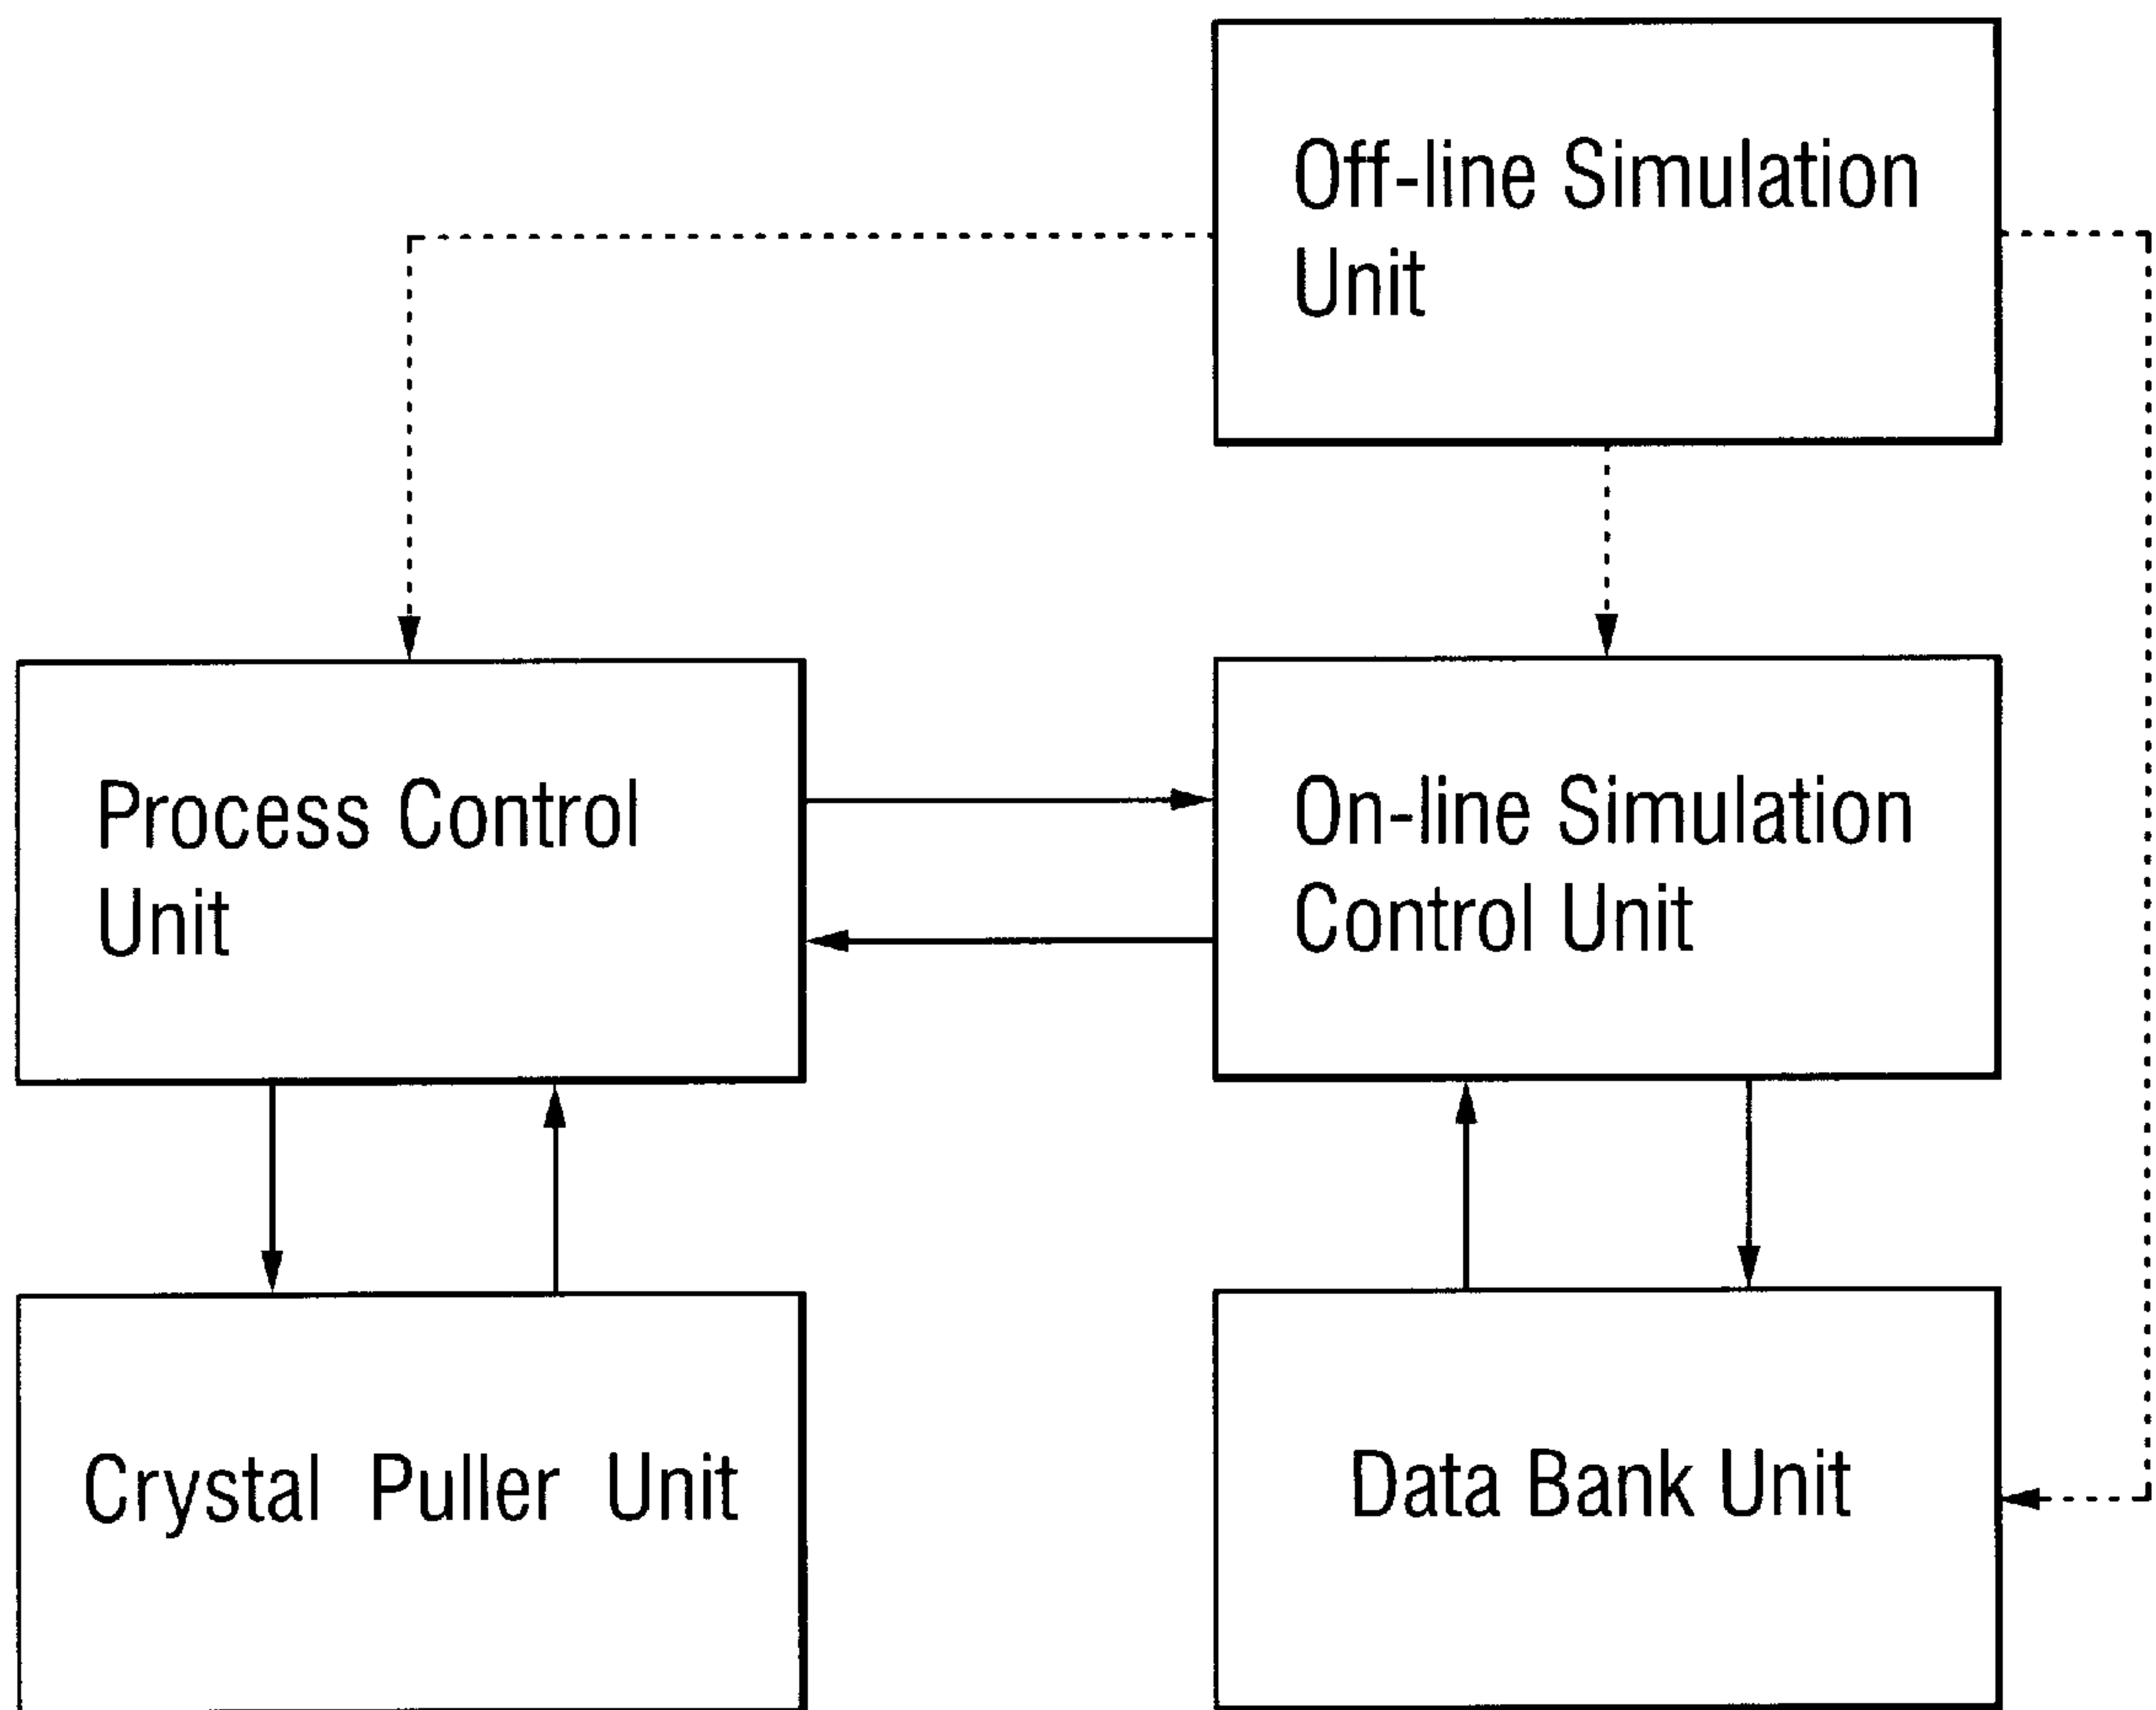 Off-line Simulation
Unit
Process Control
Unit
On-line Simulation
Control Unit
Crystal Puller Unit
Data Bank Unit